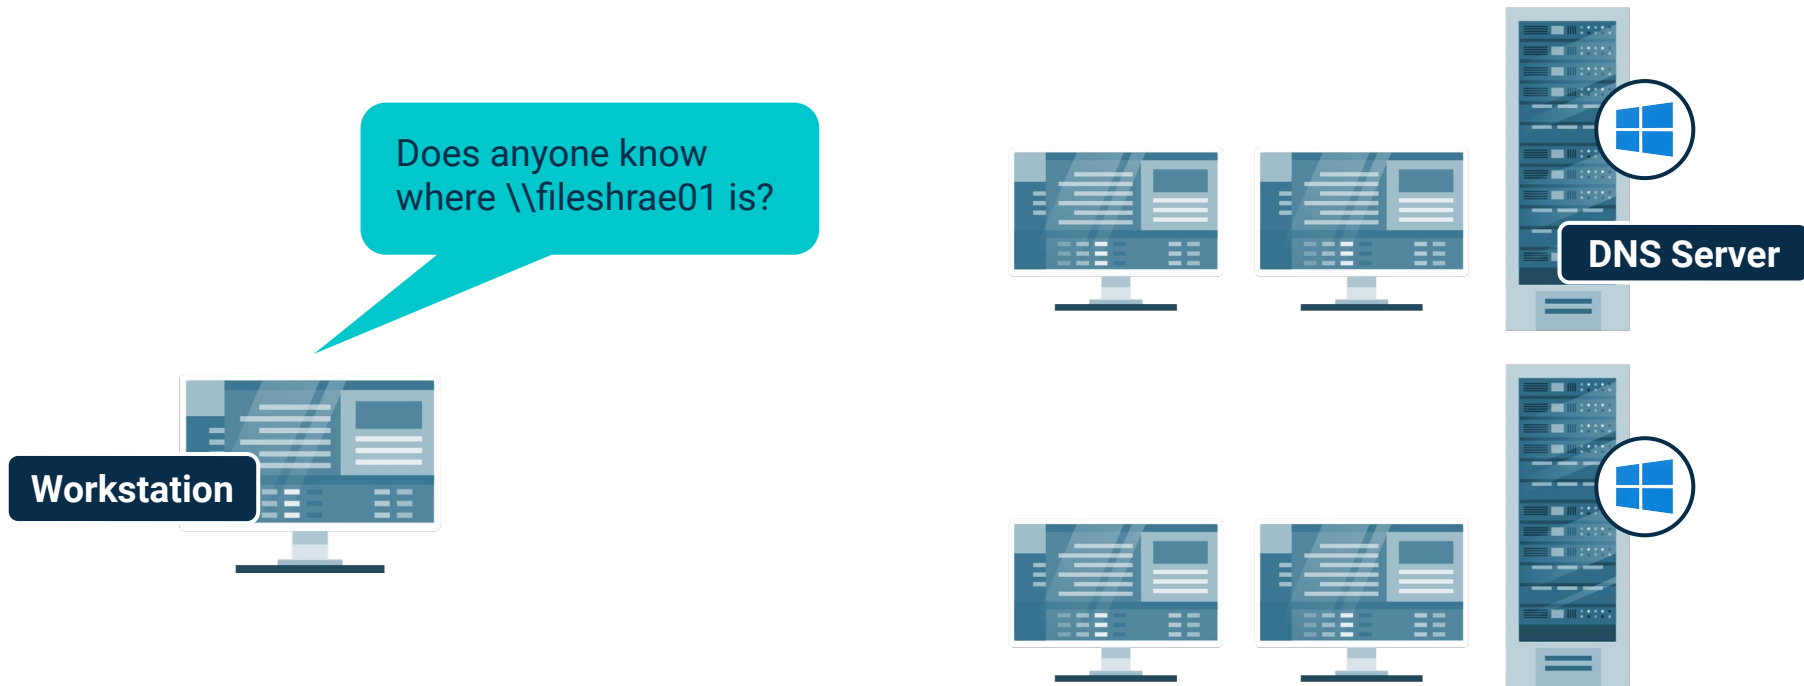 Does anyone know
where \\fileshrae01 is?
DNS Server
Workstation